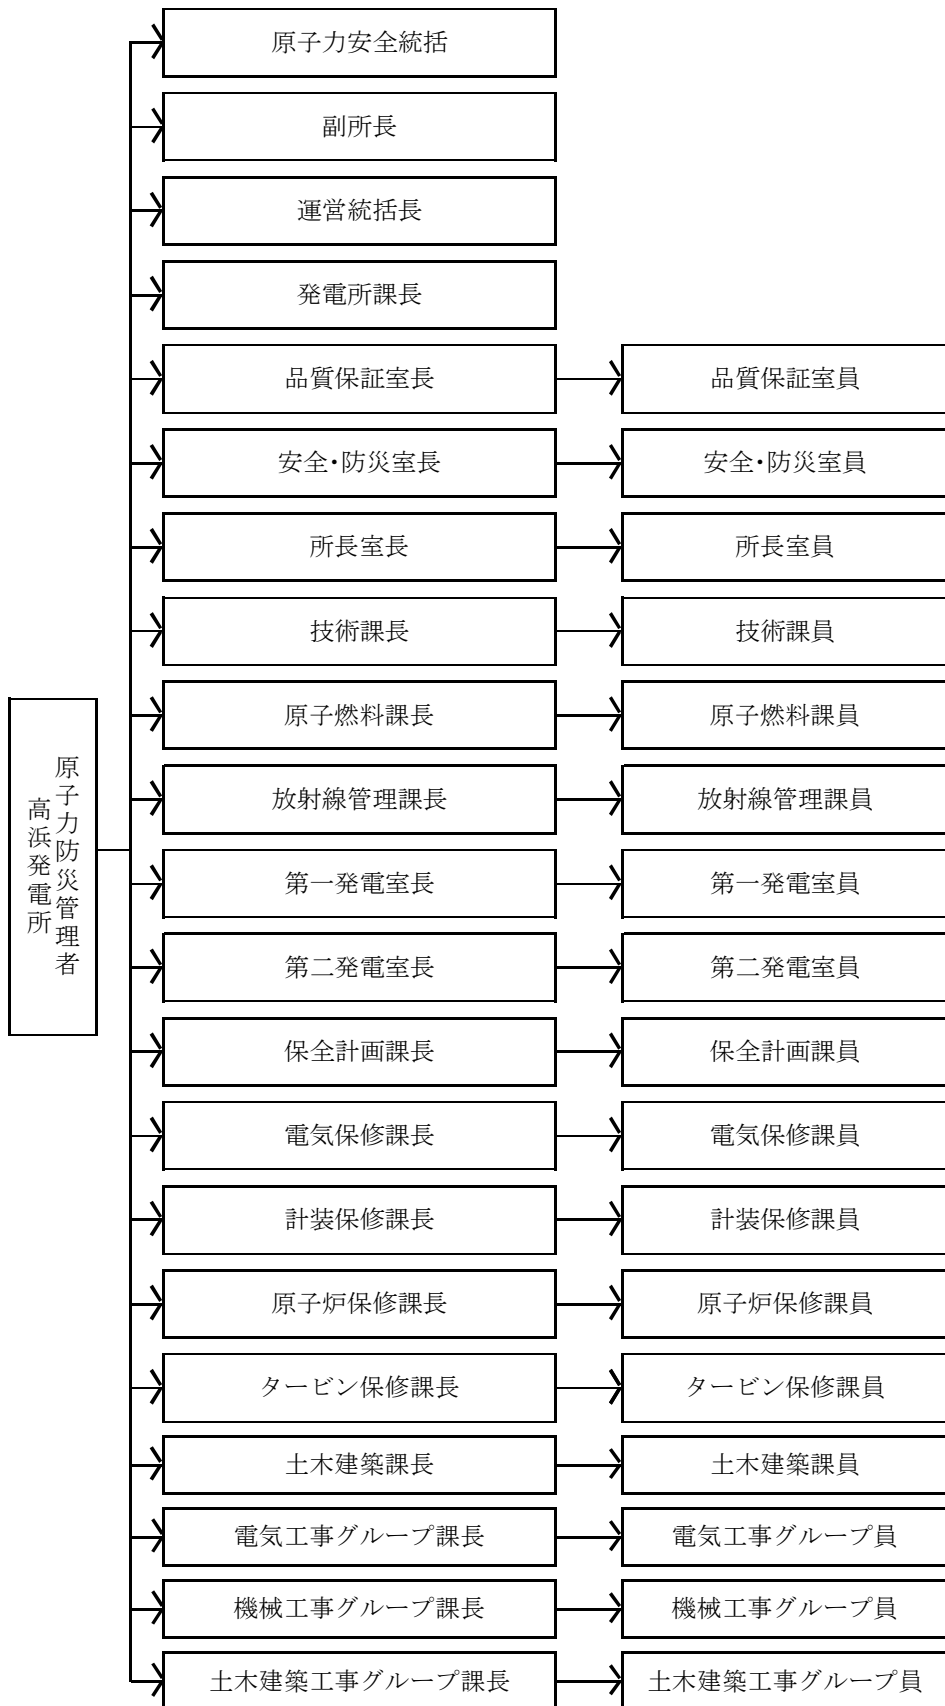 原子力安全統括
副所長
運営統括長
発電所課長
品質保証室長
品質保証室員
安全・防災室長
安全・防災室員
所長室長
所長室員
技術課長
技術課員
原子燃料課長
原子燃料課員
放射線管理課長
放射線管理課員
第一発電室長
第一発電室員
第二発電室長
第二発電室員
保全計画課長
保全計画課員
電気保修課長
電気保修課員
計装保修課長
計装保修課員
原子炉保修課長
原子炉保修課員
タービン保修課長
タービン保修課員
土木建築課長
土木建築課員
電気工事グループ課長
電気工事グループ員
機械工事グループ課長
機械工事グループ員
土木建築工事グループ課長
土木建築工事グループ員
原子力防災管理者
高浜発電所